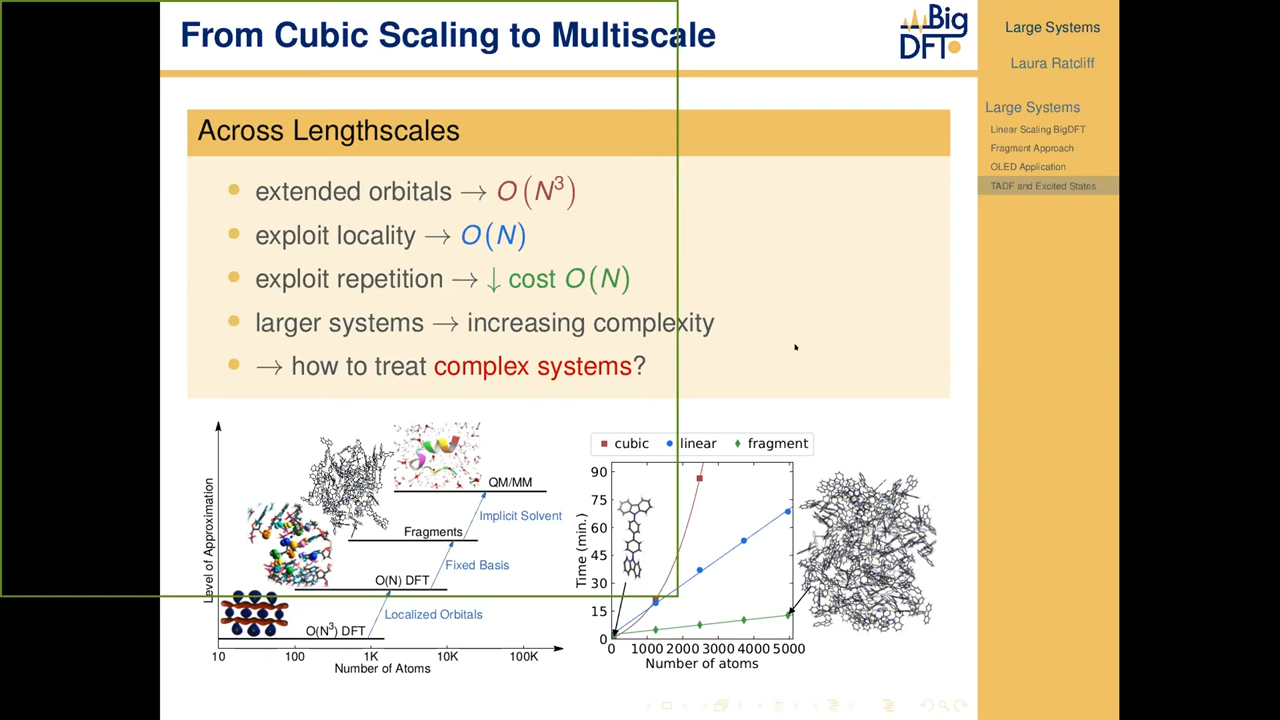 From Cubic Scaling to Multiscale
Big
DFT
Large Systems
Laura Ratcliff
Large Systems
Linear Scaling BigDFT
Fragment Approach
OLED Application
TADF and Excited States
Across Lengthscales
extended orbitals → O(N³)
exploit locality → O(N)
exploit repetition → ↓ cost O(N)
larger systems → increasing complexity
→ how to treat complex systems?
Level of Approximation
QM/MM
Implicit Solvent
Fragments
Fixed Basis
O(N) DFT
Localized Orbitals
O(N³) DFT
10 100 1K 10K 100K
Number of Atoms
cubic linear fragment
Time (min.)
90
75
60
45
30
15
0
0 1000 2000 3000 4000 5000
Number of atoms